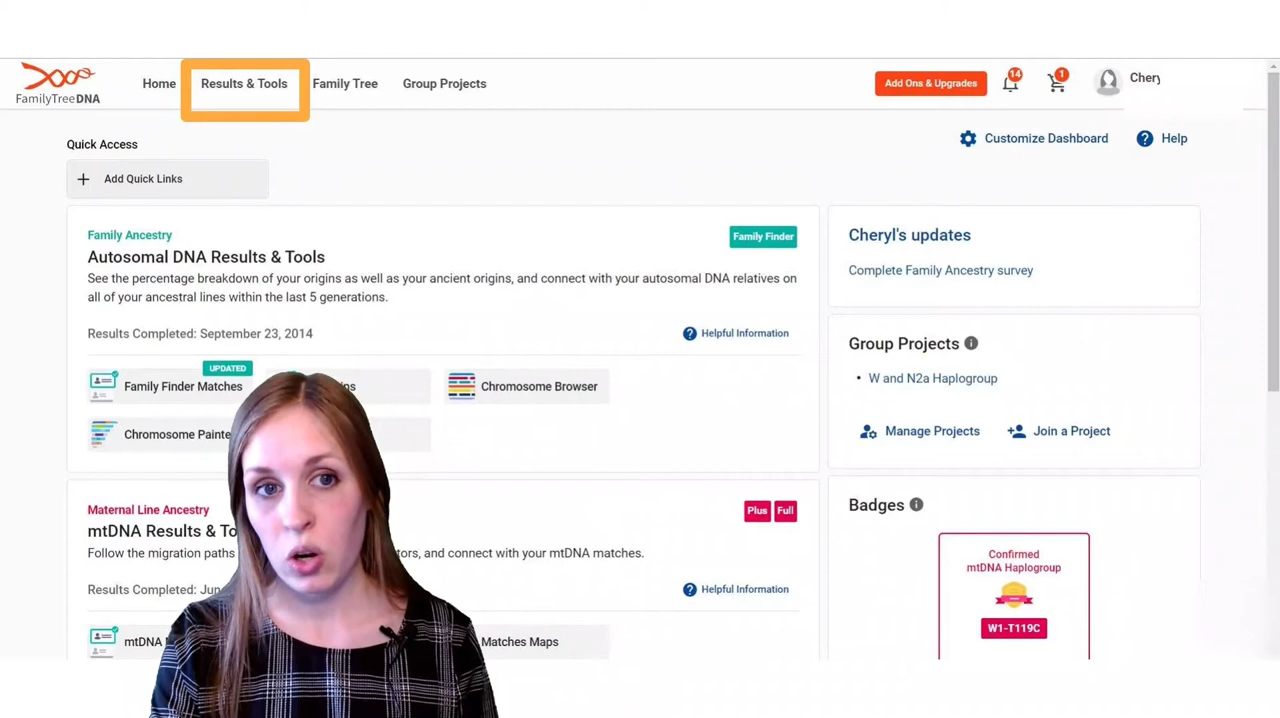 FamilyTreeDNA
Home
Results & Tools
Family Tree
Group Projects
Add Ons & Upgrades
14
1
Chery
Quick Access
Customize Dashboard
Help
Add Quick Links
Family Ancestry
Family Finder
Autosomal DNA Results & Tools
See the percentage breakdown of your origins as well as your ancient origins, and connect with your autosomal DNA relatives on
all of your ancestral lines within the last 5 generations.
Results Completed: September 23, 2014
Helpful Information
UPDATED
Family Finder Matches
Chromosome Browser
Chromosome Painte
Maternal Line Ancestry
Plus
Full
mtDNA Results & To
Follow the migration paths
, and connect with your mtDNA matches.
Results Completed:
Helpful Information
mtDNA
Matches Maps
Cheryl's updates
Complete Family Ancestry survey
Group Projects
W and N2a Haplogroup
Manage Projects
Join a Project
Badges
Confirmed
mtDNA Haplogroup
W1-T119C